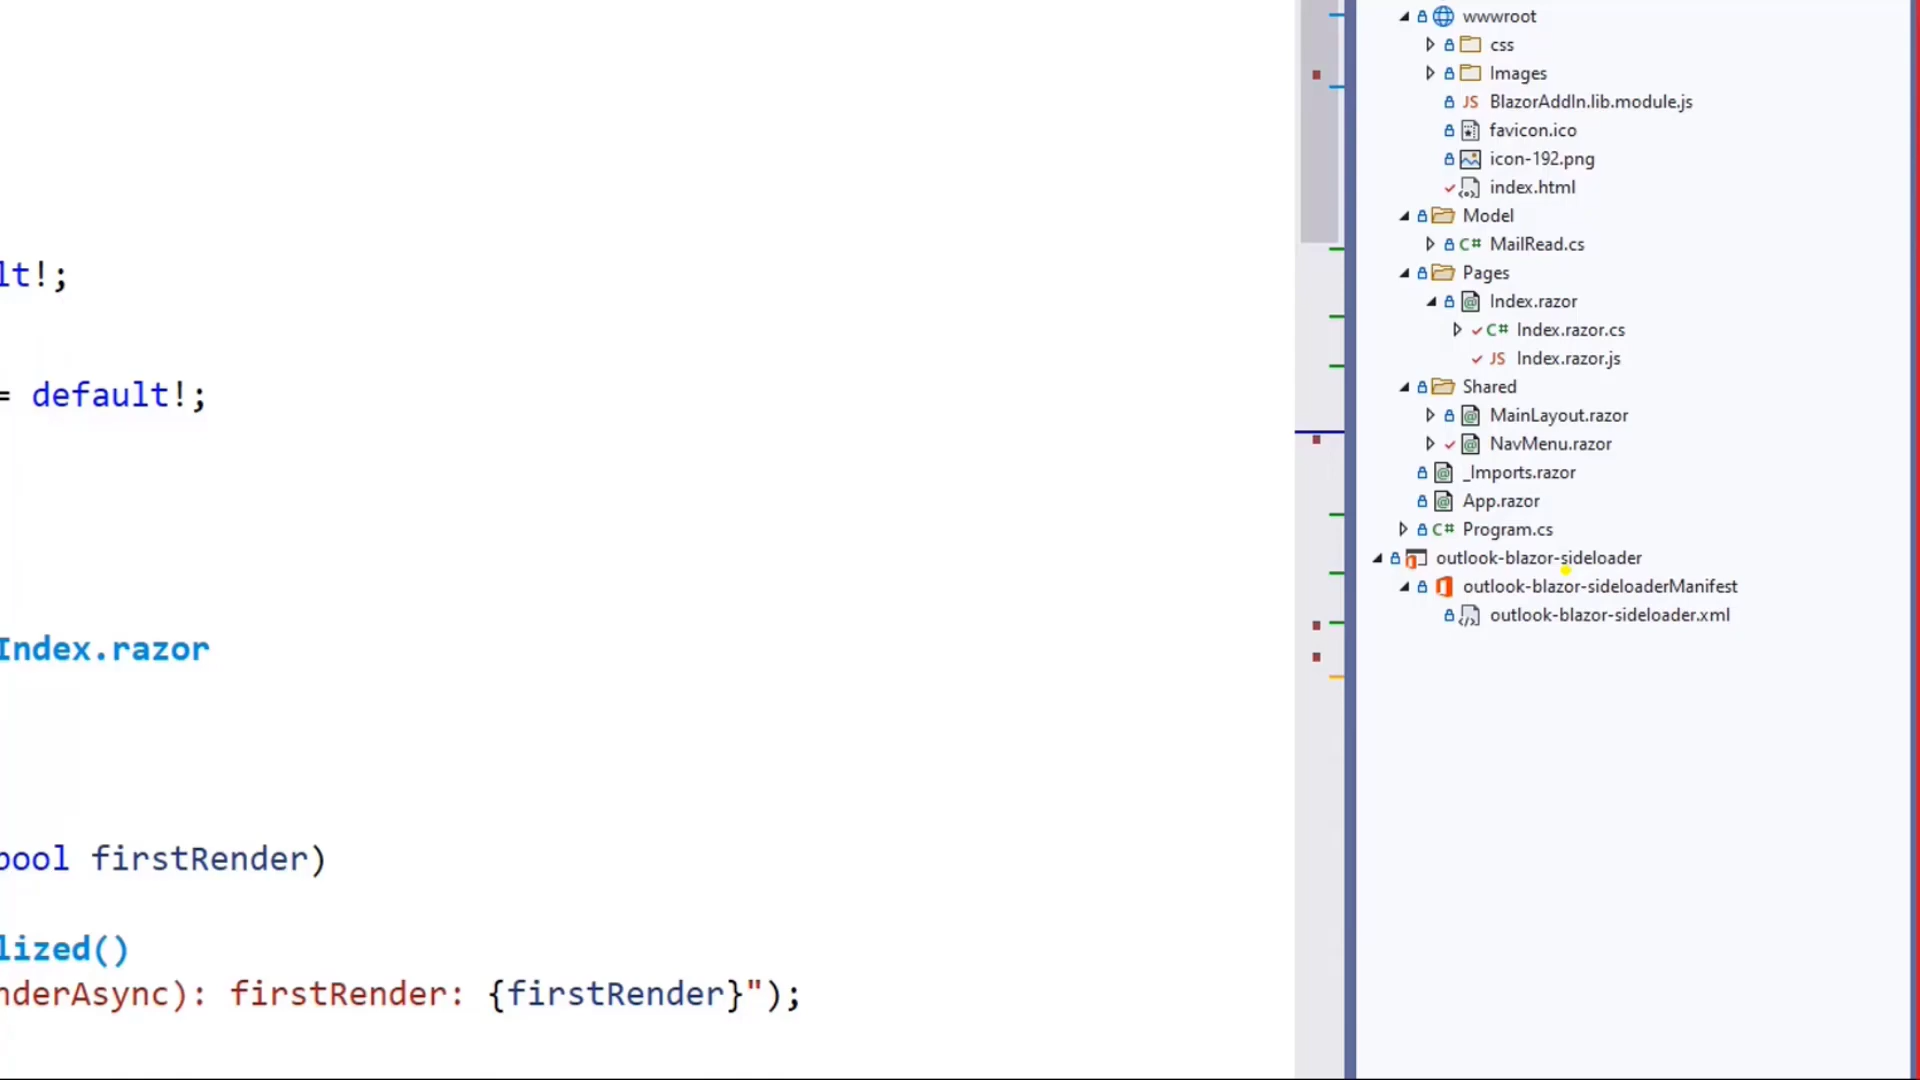 lt!;
= default!;
Index.razor
bool firstRender)
lized()
nderAsync): firstRender: {firstRender}");
wwwroot
css
Images
JS BlazorAddIn.lib.module.js
favicon.ico
icon-192.png
index.html
Model
C# MailRead.cs
Pages
Index.razor
C# Index.razor.cs
JS Index.razor.js
Shared
MainLayout.razor
NavMenu.razor
_Imports.razor
App.razor
C# Program.cs
outlook-blazor-sideloader
outlook-blazor-sideloaderManifest
outlook-blazor-sideloader.xml